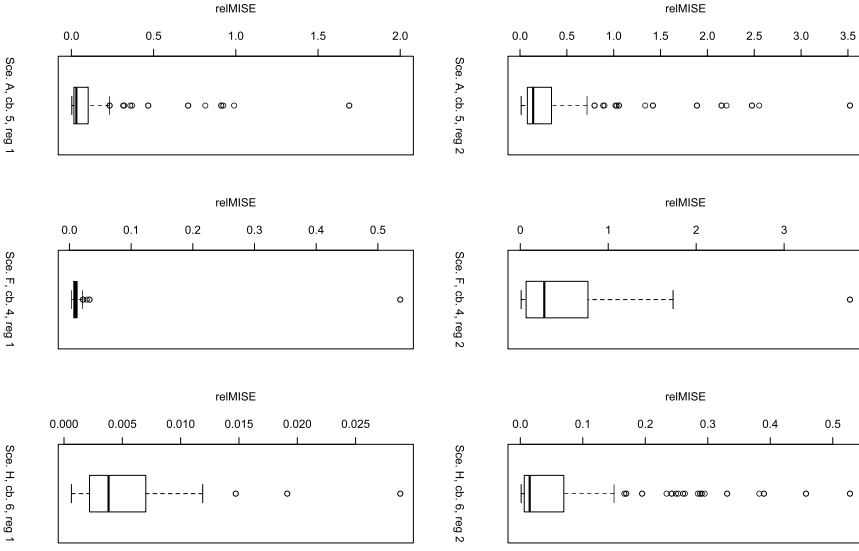 relMISE
0.0 0.5 1.0 1.5 2.0
Sce. A, cb. 5, reg 1
relMISE
0.0 0.5 1.0 1.5 2.0 2.5 3.0 3.5
Sce. A, cb. 5, reg 2
relMISE
0.0 0.1 0.2 0.3 0.4 0.5
Sce. F, cb. 4, reg 1
relMISE
0 1 2 3
Sce. F, cb. 4, reg 2
relMISE
0.000 0.005 0.010 0.015 0.020 0.025
Sce. H, cb. 6, reg 1
relMISE
0.0 0.1 0.2 0.3 0.4 0.5
Sce. H, cb. 6, reg 2